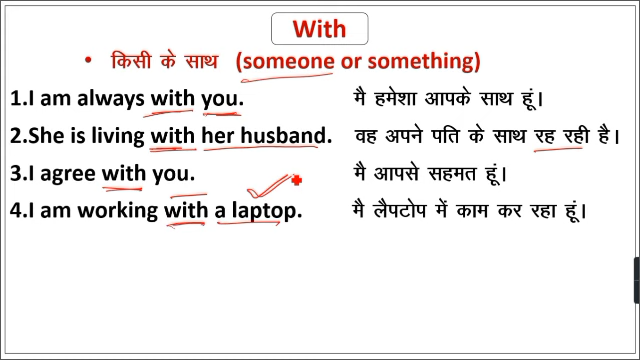 With
• किसी के साथ (someone or something)
1.I am always with you. मै हमेशा आपके साथ हूं।
2.She is living with her husband. वह अपने पति के साथ रह रही है।
3.I agree with you. मै आपसे सहमत हूं।
4.I am working with a laptop. मै लैपटोप में काम कर रहा हूं।